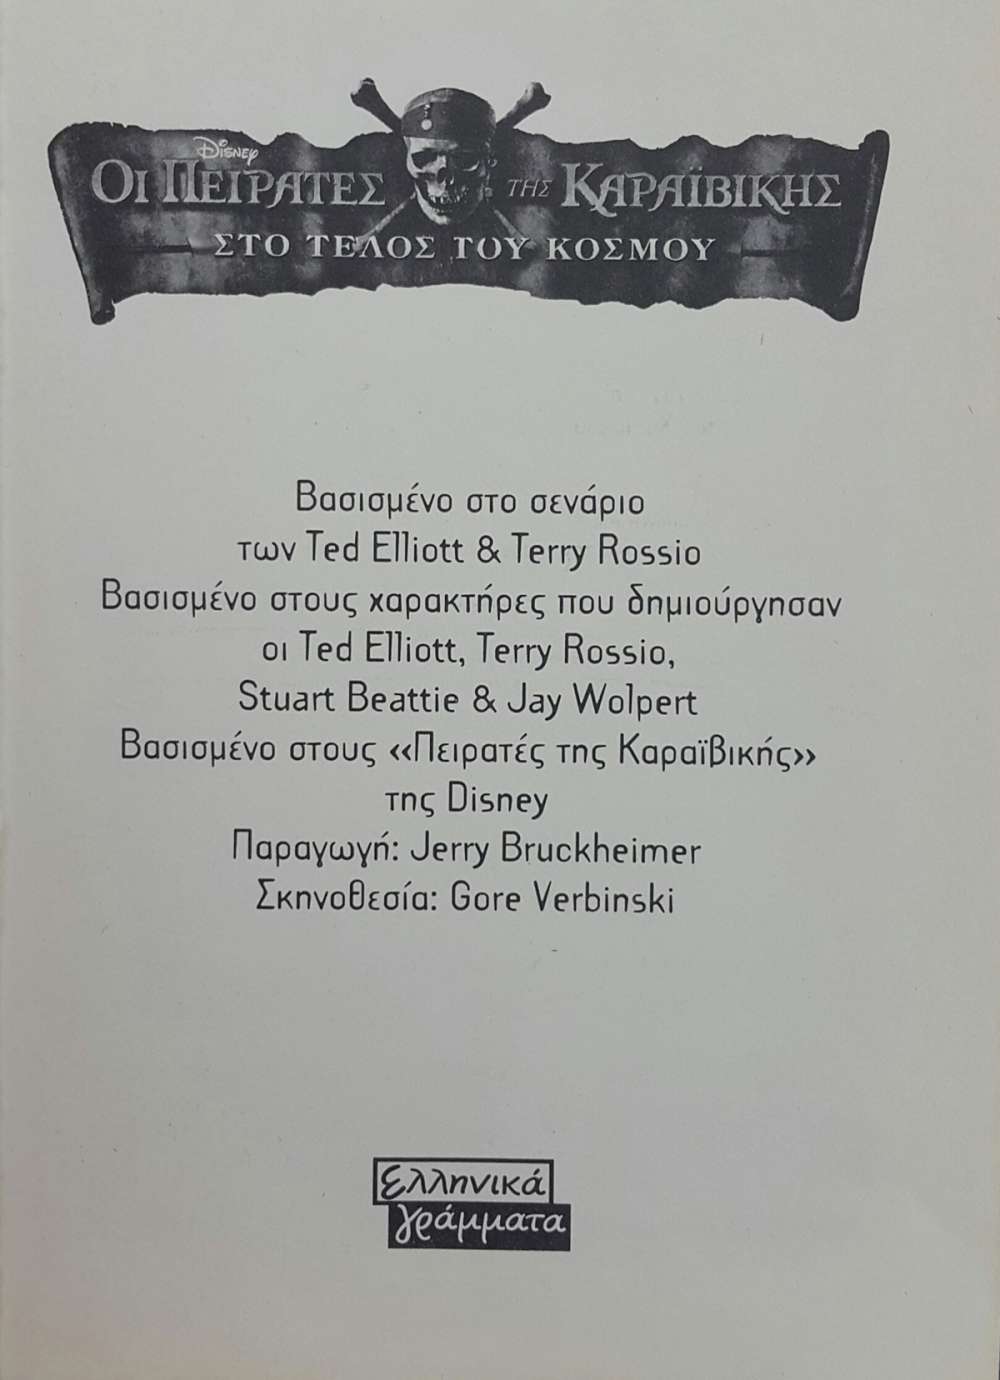 Disney
ΟΙ ΠΕΙΡΑΤΕΣ ΤΗΣ ΚΑΡΑΪΒΙΚΗΣ
ΣΤΟ ΤΕΛΟΣ ΤΟΥ ΚΟΣΜΟΥ
Βασισμένο στο σενάριο
των Ted Elliott & Terry Rossio
Βασισμένο στους χαρακτήρες που δημιούργησαν
οι Ted Elliott, Terry Rossio,
Stuart Beattie & Jay Wolpert
Βασισμένο στους «Πειρατές της Καραϊβικής»
της Disney
Παραγωγή: Jerry Bruckheimer
Σκηνοθεσία: Gore Verbinski
Ελληνικά
γράμματα